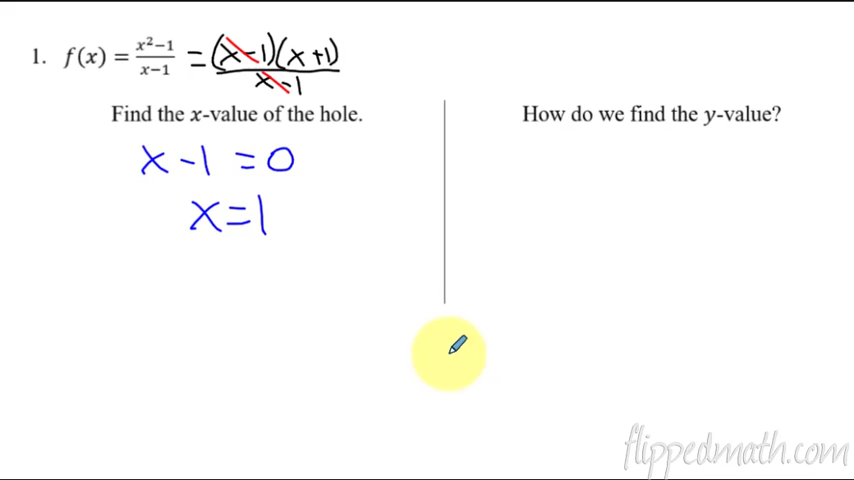 1. f(x) = x²−1/x−1 = (x−1)(x+1)/x−1
Find the x-value of the hole.
x−1 = 0
x=1
How do we find the y-value?
flippedmath.com